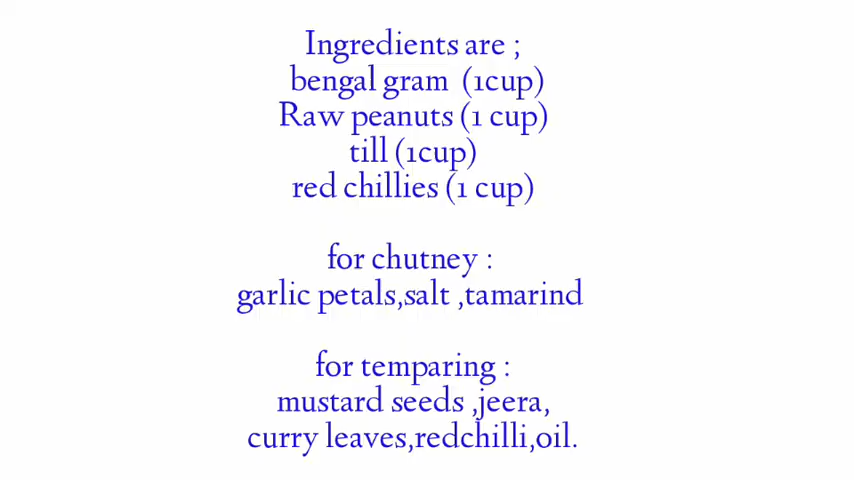 Ingredients are ;
bengal gram (1cup)
Raw peanuts (1 cup)
till (1cup)
red chillies (1 cup)
for chutney :
garlic petals,salt ,tamarind
for temparing :
mustard seeds ,jeera,
curry leaves,redchilli,oil.